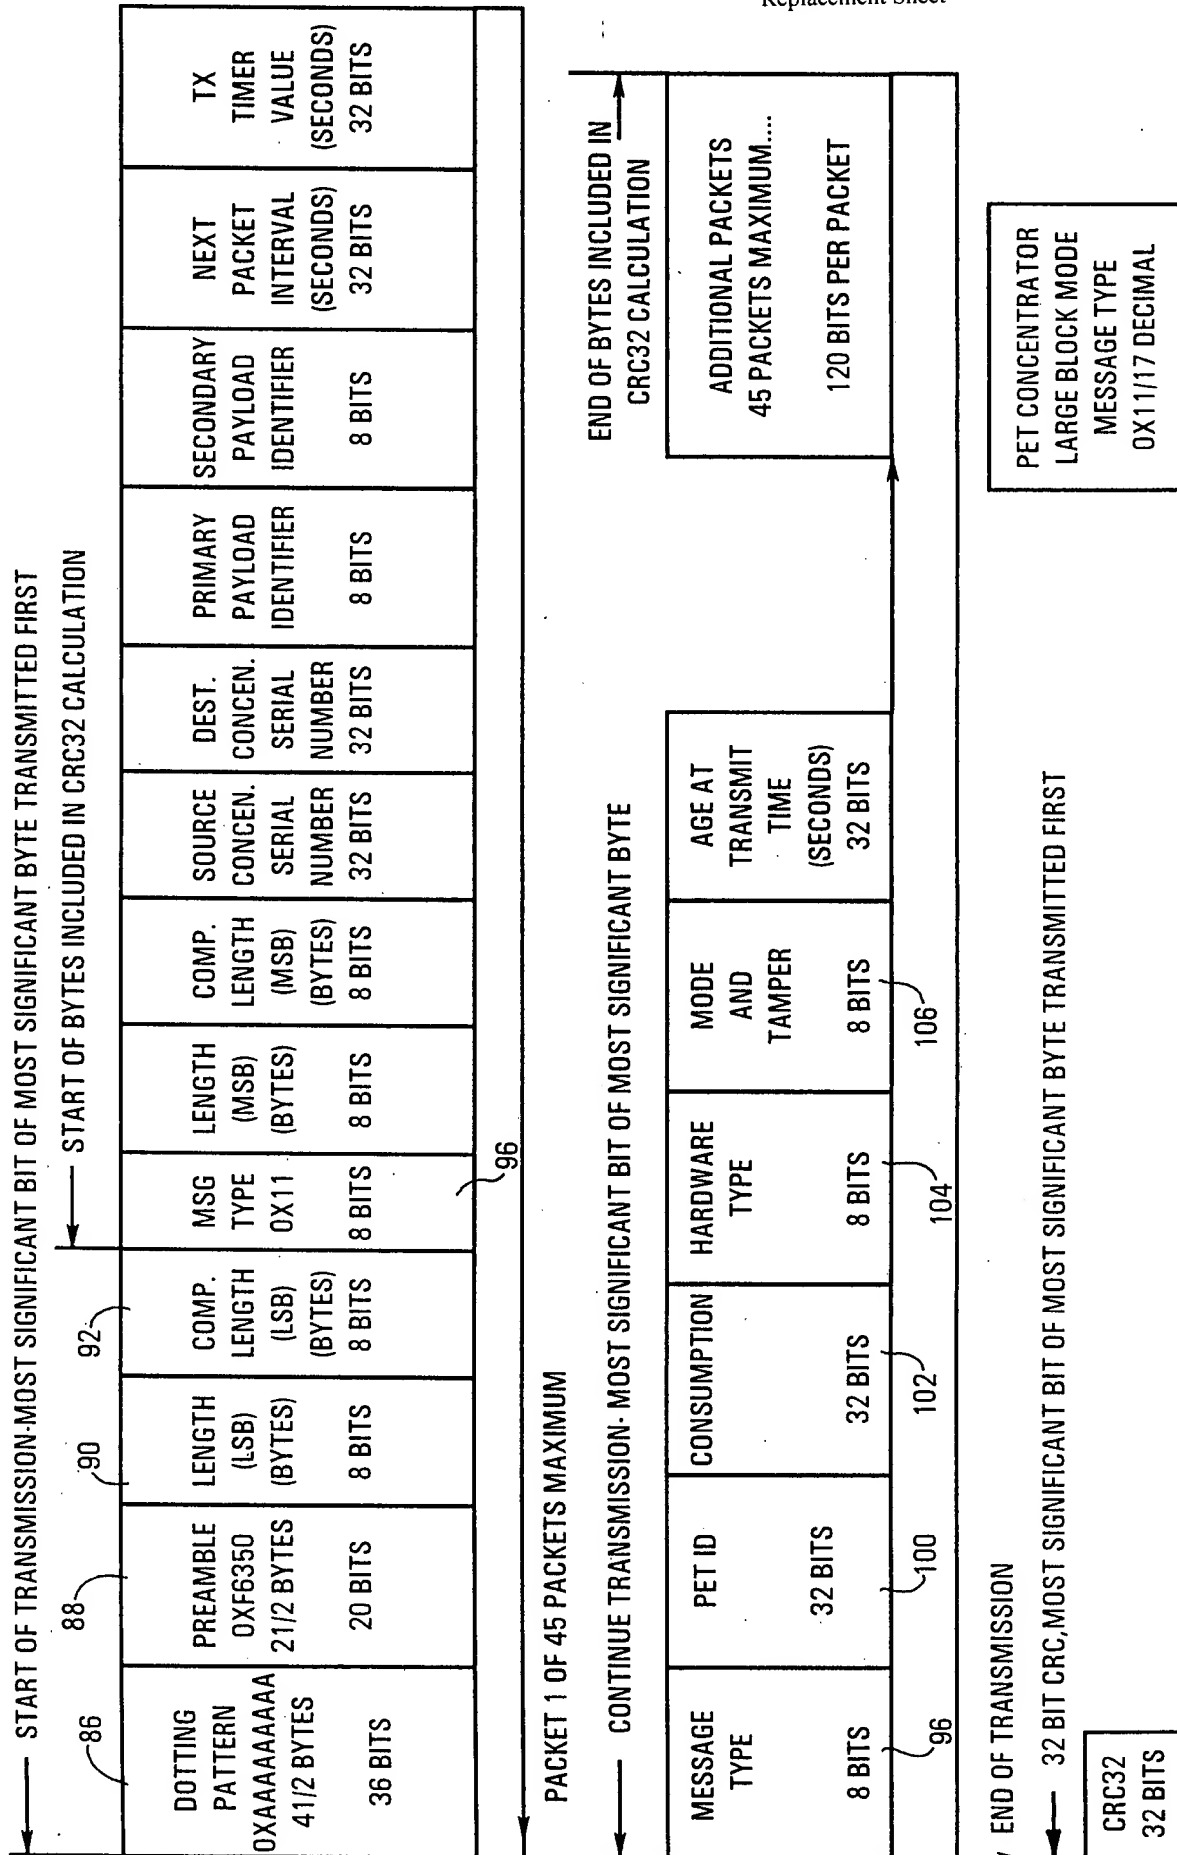 Replacement Sheet
START OF TRANSMISSION-MOST SIGNIFICANT BIT OF MOST SIGNIFICANT BYTE TRANSMITTED FIRST
START OF BYTES INCLUDED IN CRC32 CALCULATION
86
88
90
92
DOTTING
PATTERN
0XAAAAAAAAA
41/2 BYTES
36 BITS
PREAMBLE
0XF6350
21/2 BYTES
20 BITS
LENGTH
(LSB)
(BYTES)
8 BITS
COMP.
LENGTH
(LSB)
(BYTES)
8 BITS
MSG
TYPE
0X11
8 BITS
LENGTH
(MSB)
(BYTES)
8 BITS
COMP.
LENGTH
(MSB)
(BYTES)
8 BITS
SOURCE
CONCEN.
SERIAL
NUMBER
32 BITS
DEST.
CONCEN.
SERIAL
NUMBER
32 BITS
PRIMARY
PAYLOAD
IDENTIFIER
8 BITS
SECONDARY
PAYLOAD
IDENTIFIER
8 BITS
NEXT
PACKET
INTERVAL
(SECONDS)
32 BITS
TX
TIMER
VALUE
(SECONDS)
32 BITS
96
PACKET 1 OF 45 PACKETS MAXIMUM
CONTINUE TRANSMISSION- MOST SIGNIFICANT BIT OF MOST SIGNIFICANT BYTE
END OF BYTES INCLUDED IN
CRC32 CALCULATION
MESSAGE
TYPE
8 BITS
96
PET ID
32 BITS
100
CONSUMPTION
32 BITS
102
HARDWARE
TYPE
8 BITS
104
MODE
AND
TAMPER
8 BITS
106
AGE AT
TRANSMIT
TIME
(SECONDS)
32 BITS
ADDITIONAL PACKETS
45 PACKETS MAXIMUM....
120 BITS PER PACKET
END OF TRANSMISSION
32 BIT CRC,MOST SIGNIFICANT BIT OF MOST SIGNIFICANT BYTE TRANSMITTED FIRST
CRC32
32 BITS
PET CONCENTRATOR
LARGE BLOCK MODE
MESSAGE TYPE
0X11/17 DECIMAL